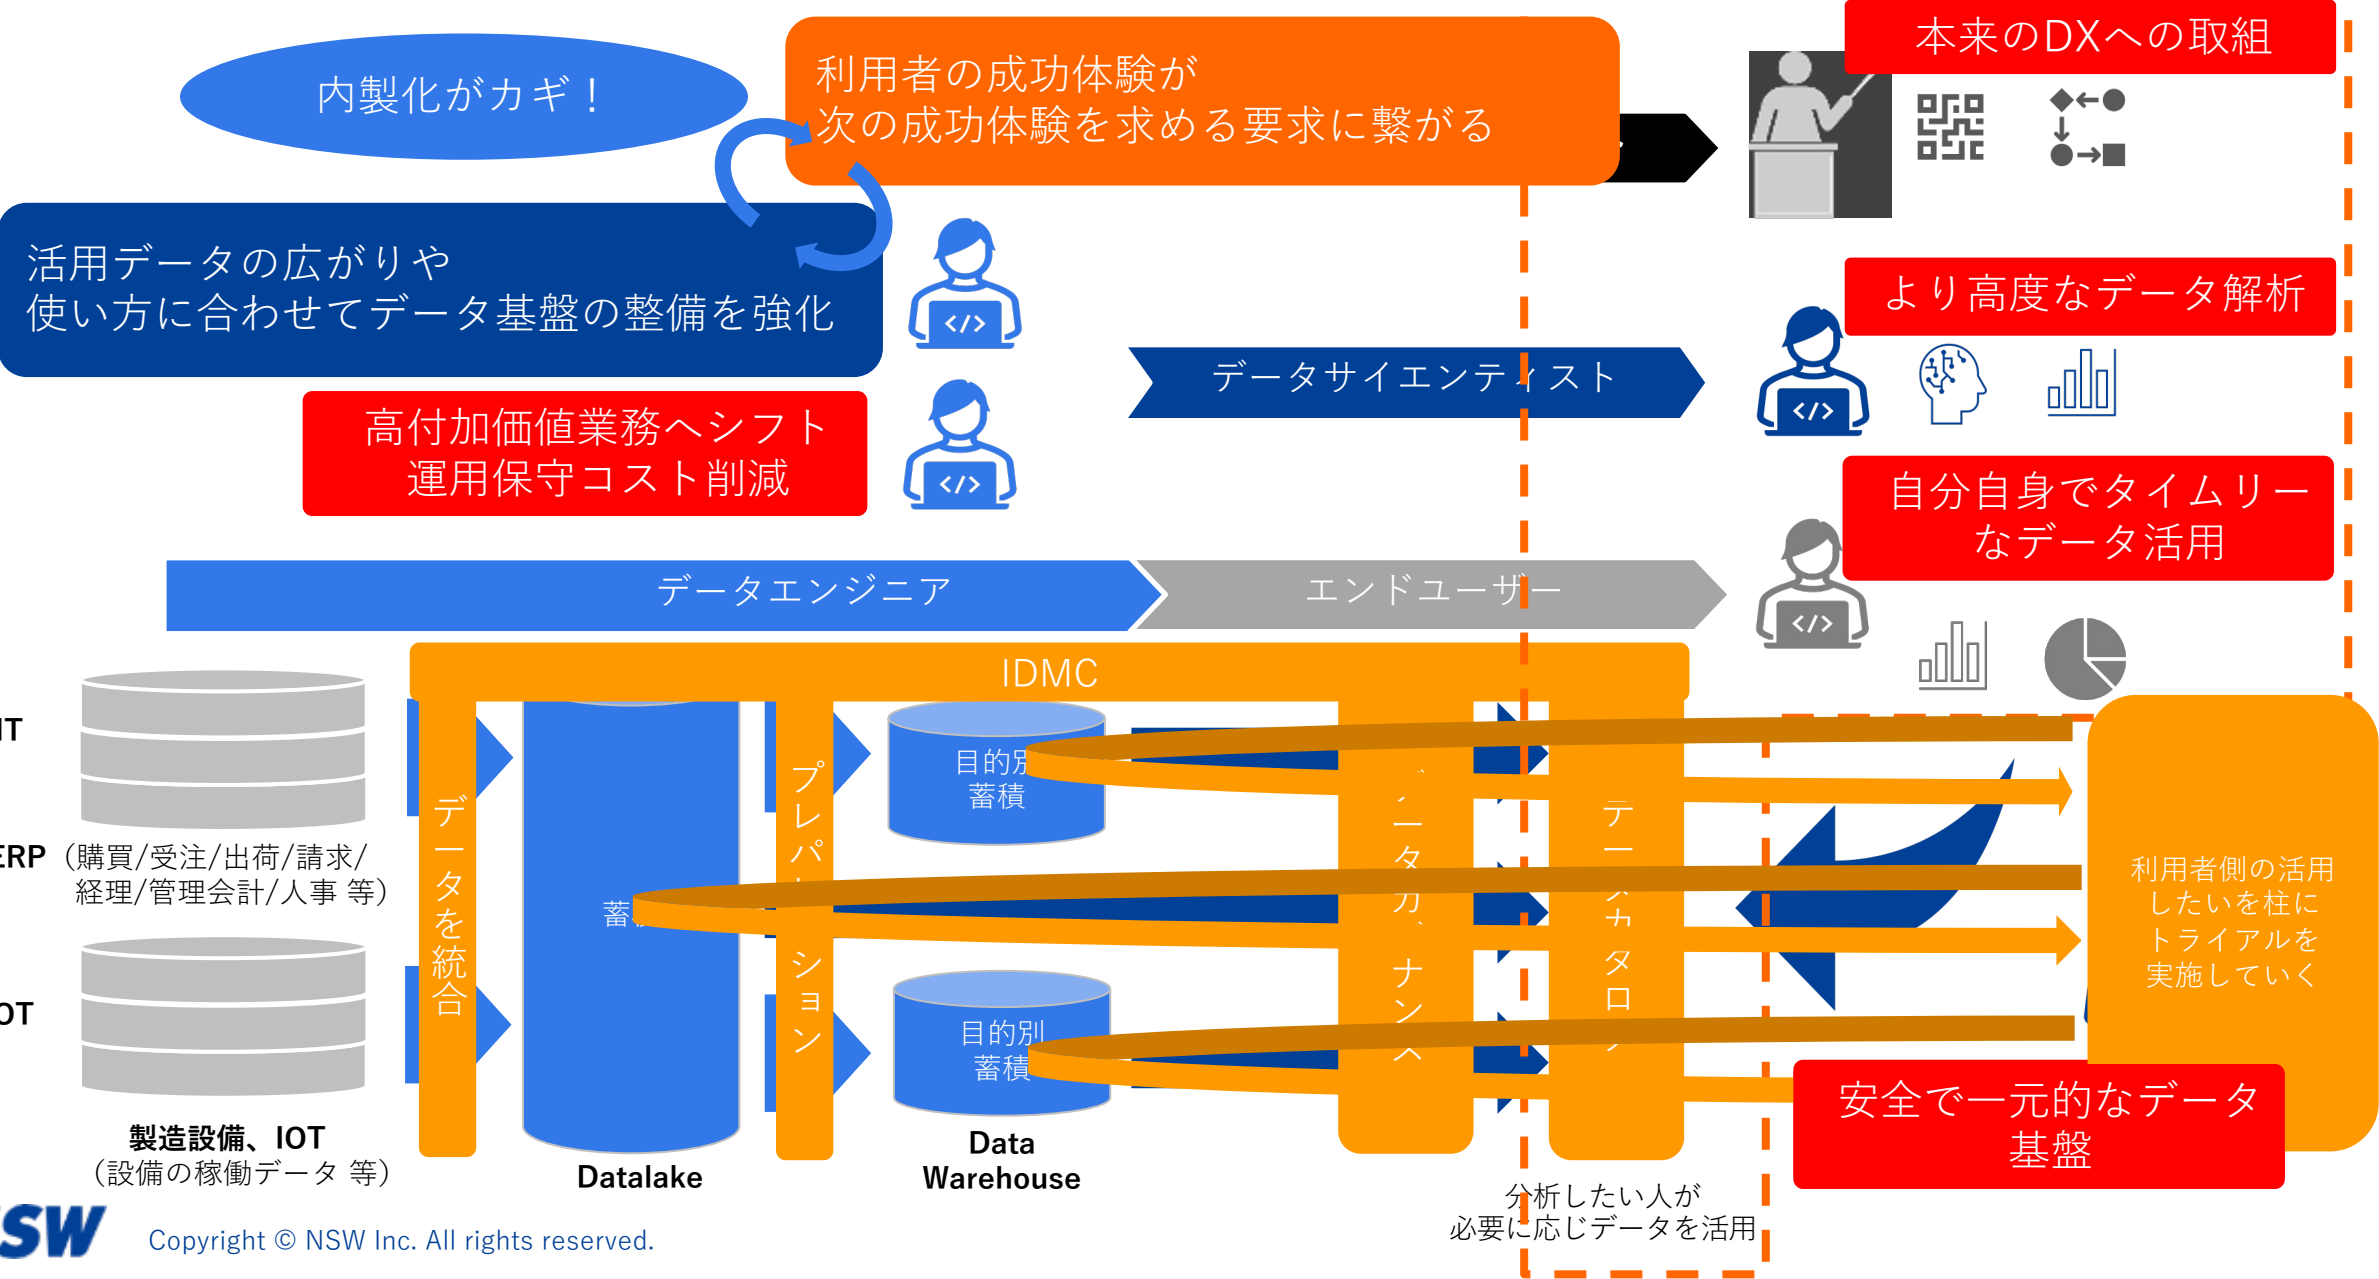 本来のDXへの取組
利用者の成功体験が
次の成功体験を求める要求に繋がる
内製化がカギ！
活用データの広がりや
使い方に合わせてデータ基盤の整備を強化
より高度なデータ解析
データサイエンティスト
高付加価値業務へシフト
運用保守コスト削減
自分自身でタイムリー
なデータ活用
データエンジニア
エンドユーザー
IDMC
IT
目的別
蓄積
データを統合
ERP（購買/受注/出荷/請求/
経理/管理会計/人事 等）
利用者側の活用
したいを柱に
トライアルを
実施していく
目的別
蓄積
安全で一元的なデータ
基盤
製造設備、IOT
（設備の稼働データ 等）
Datalake
Data
Warehouse
分析したい人が
必要に応じデータを活用
NSW
Copyright © NSW Inc. All rights reserved.